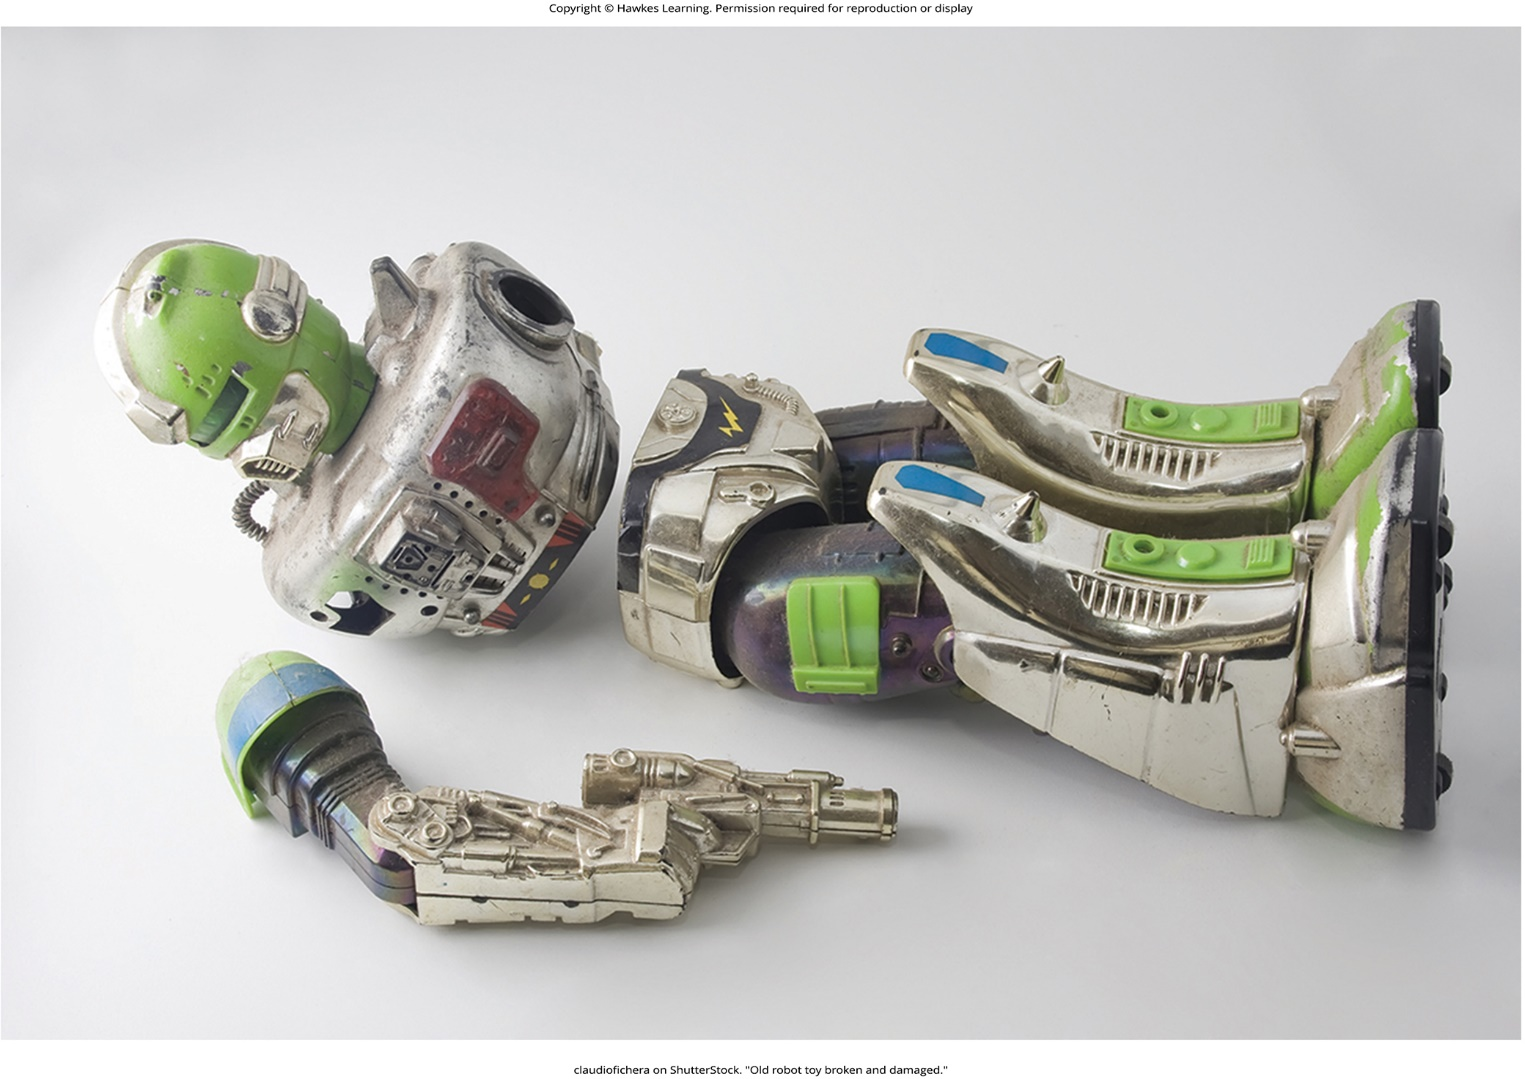 Copyright © Hawkes Learning. Permission required for reproduction or display
claudiofichera on ShutterStock. "Old robot toy broken and damaged."